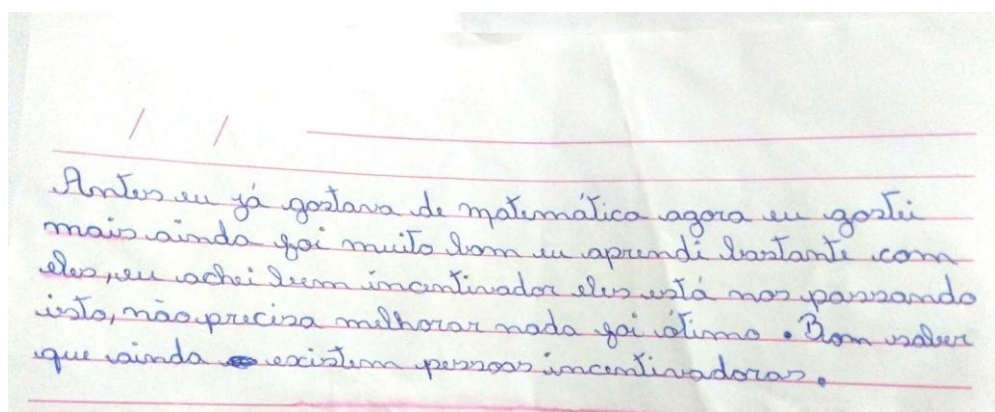 / /
Antes eu já gostava de matemática agora eu gostei
mais ainda foi muito bom eu aprendi bastante com
eles, eu achei bem incentivador eles está nos passando
isto, não precisa melhorar nada foi ótimo. Bom saber
que ainda existem pessoas incentivadoras.